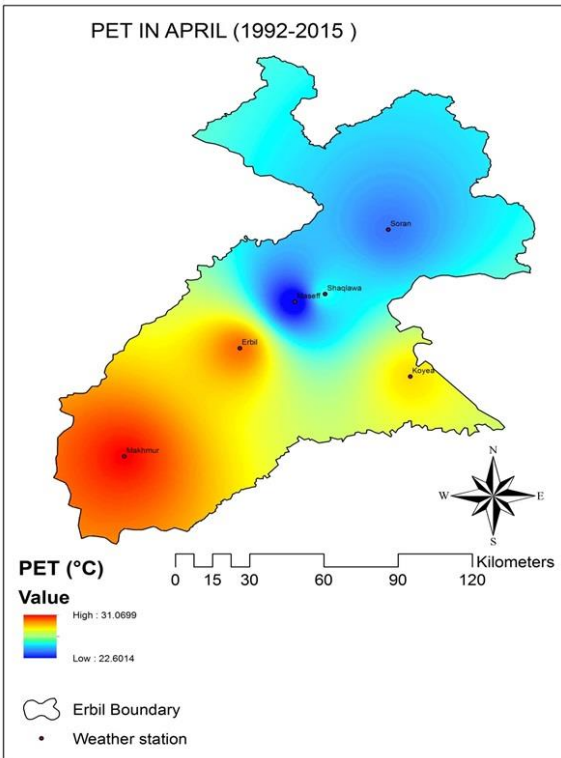 PET IN APRIL (1992-2015 )
Soran
Shaqlawa
Erbil
Koyea
Makhmur
N
W
E
S
Kilometers
0 15 30 60 90 120
PET (°C)
Value
High : 31.0699
Low : 22.6014
Erbil Boundary
Weather station